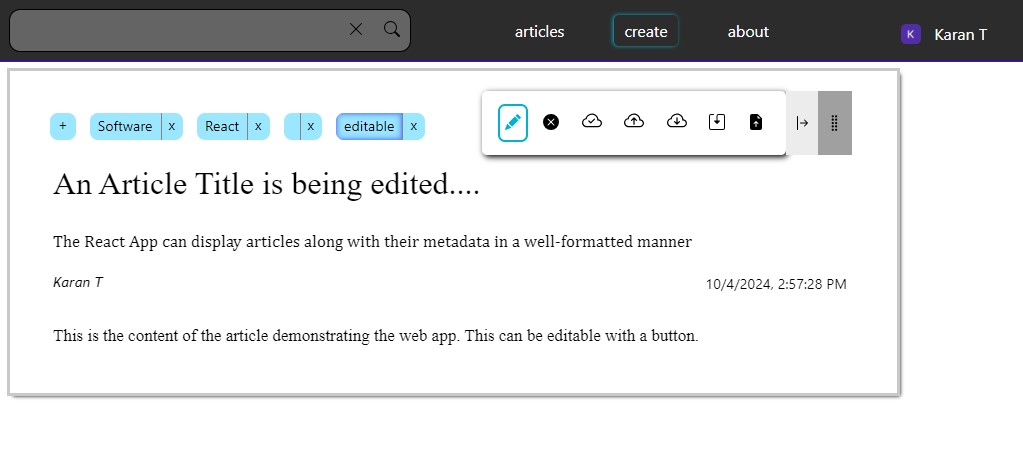 articles create about K Karan T
+ Software x React x x editable x
An Article Title is being edited....
The React App can display articles along with their metadata in a well-formatted manner
Karan T
10/4/2024, 2:57:28 PM
This is the content of the article demonstrating the web app. This can be editable with a button.